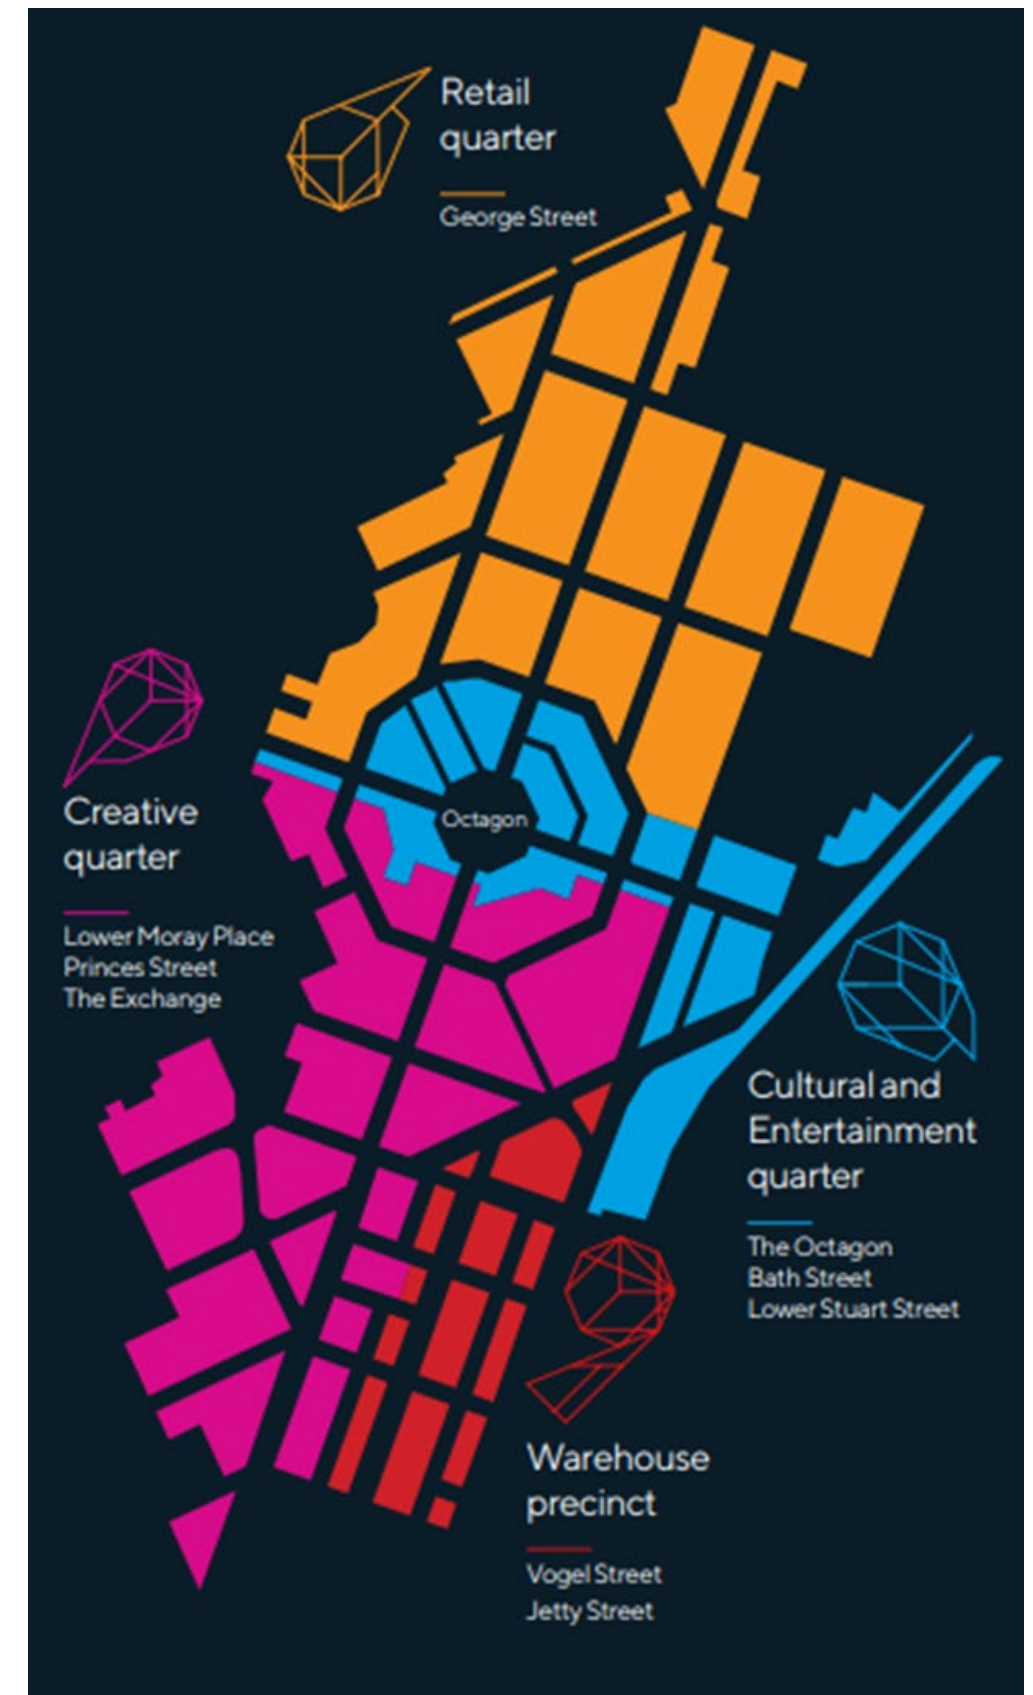 Retail
quarter
George Street
Octagon
Creative
quarter
Lower Moray Place
Princes Street
The Exchange
Cultural and
Entertainment
quarter
The Octagon
Bath Street
Lower Stuart Street
Warehouse
precinct
Vogel Street
Jetty Street